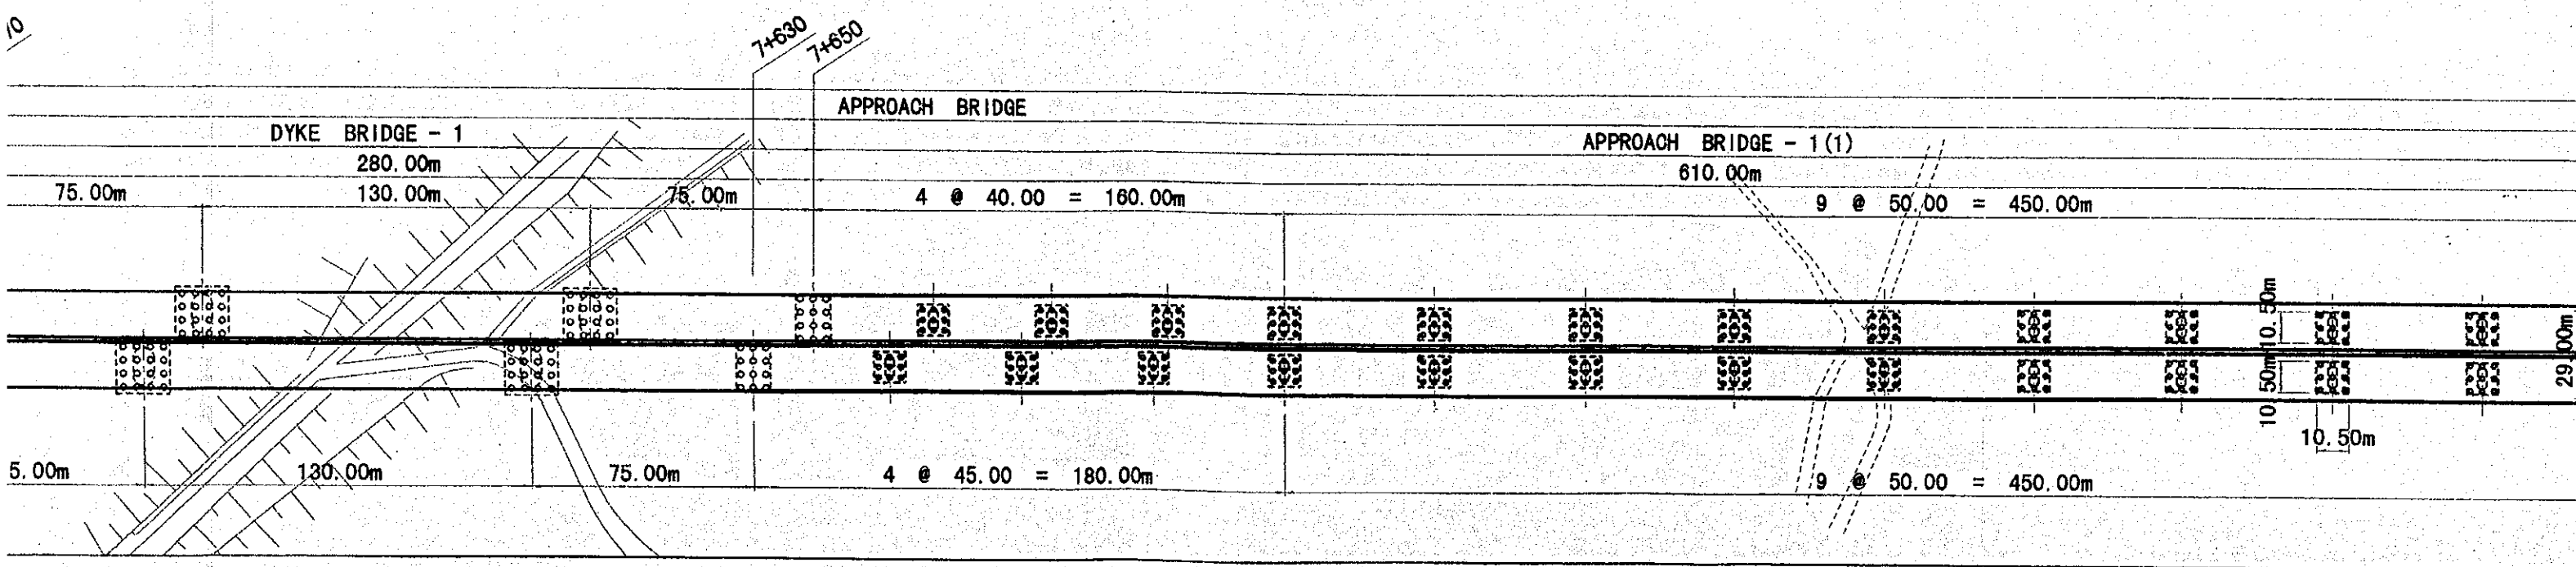 7+630
7+650
APPROACH BRIDGE
DYKE BRIDGE - 1
APPROACH BRIDGE - 1(1)
280.00m
610.00m
75.00m
130.00m
75.00m
4 @ 40.00 = 160.00m
9 @ 50.00 = 450.00m
10.50m
10.50m
29.00m
10.50m
5.00m
130.00m
75.00m
4 @ 45.00 = 180.00m
9 @ 50.00 = 450.00m